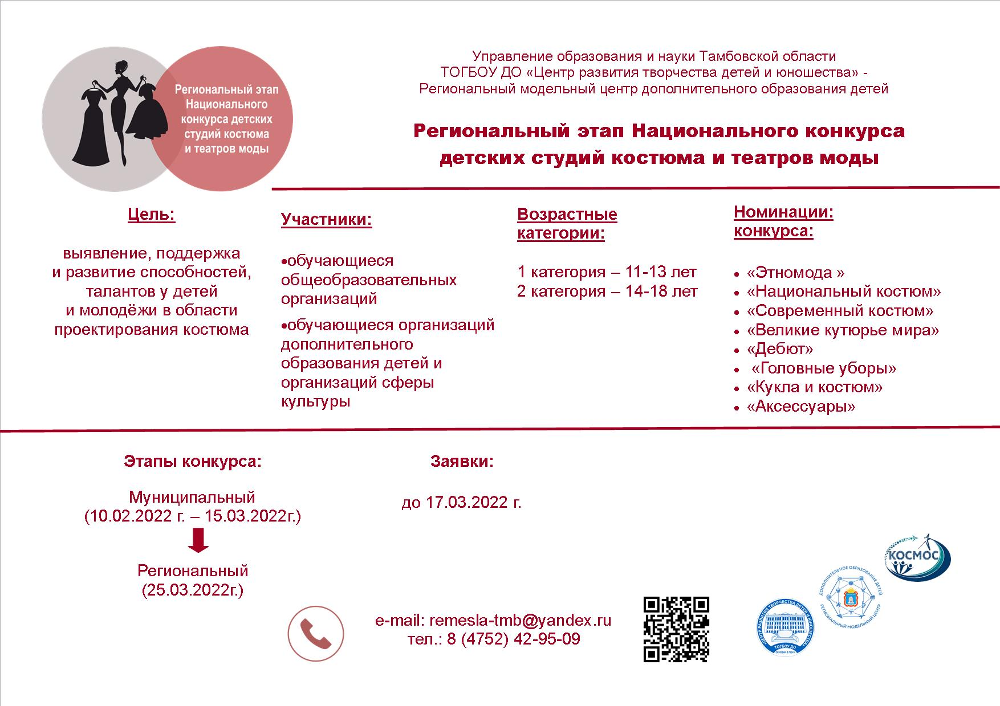 Региональный этап
Национального
конкурса детских
студий костюма
и театров моды
Управление образования и науки Тамбовской области
ТОГБОУ ДО «Центр развития творчества детей и юношества» -
Региональный модельный центр дополнительного образования детей
Региональный этап Национального конкурса
детских студий костюма и театров моды
Цель:
выявление, поддержка
и развитие способностей,
талантов у детей
и молодёжи в области
проектирования костюма
Участники:
•обучающиеся
общеобразовательных
организаций
•обучающиеся организаций
дополнительного
образования детей и
организаций сферы
культуры
Возрастные
категории:
1 категория – 11-13 лет
2 категория – 14-18 лет
Номинации:
конкурса:
• «Этномода »
• «Национальный костюм»
• «Современный костюм»
• «Великие кутюрье мира»
• «Дебют»
• «Головные уборы»
• «Кукла и костюм»
• «Аксессуары»
Этапы конкурса:
Муниципальный
(10.02.2022 г. – 15.03.2022г.)
Региональный
(25.03.2022г.)
Заявки:
до 17.03.2022 г.
e-mail: remesla-tmb@yandex.ru
тел.: 8 (4752) 42-95-09
«ЦЕНТР РАЗВИТИЯ ТВОРЧЕСТВА ДЕТЕЙ И ЮНОШЕСТВА»
ТОГБОУ ДО
ОСНОВАН В 1924 г.
ДОПОЛНИТЕЛЬНОЕ ОБРАЗОВАНИЕ ДЕТЕЙ
РЕГИОНАЛЬНЫЙ МОДЕЛЬНЫЙ ЦЕНТР
КОСМОС